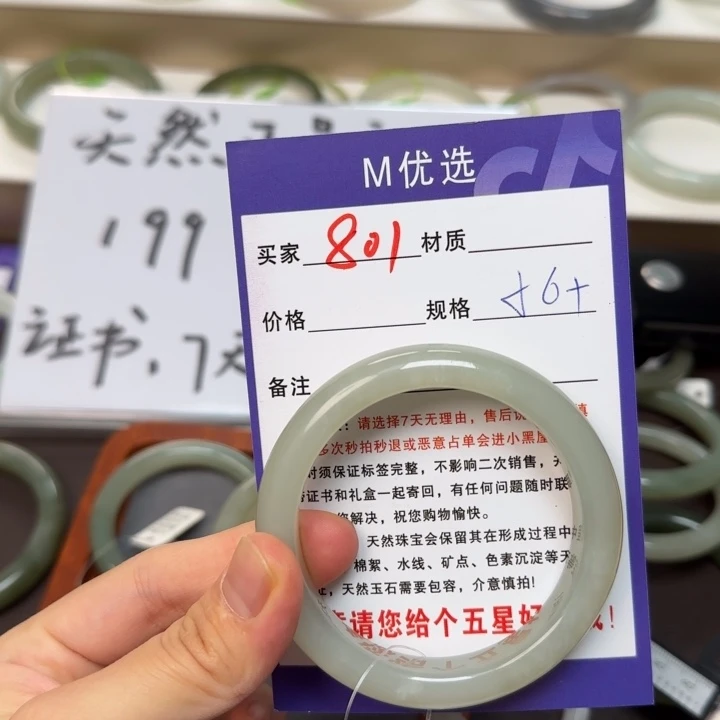 天然
199
证书,7天
M优选
买家 801 材质
价格 规格 56+
备注
:请选择7天无理由,售后
多次秒拍秒退或恶意占单会进小黑屋
时须保证标签完整,不影响二次销售,
证书和礼盒一起寄回,有任何问题随时联
您解决,祝您购物愉快。
天然珠宝会保留其在形成过程中
棉絮、水线、矿点、色素沉淀等天
天然玉石需要包容,介意慎拍!
请您给个五星好
!